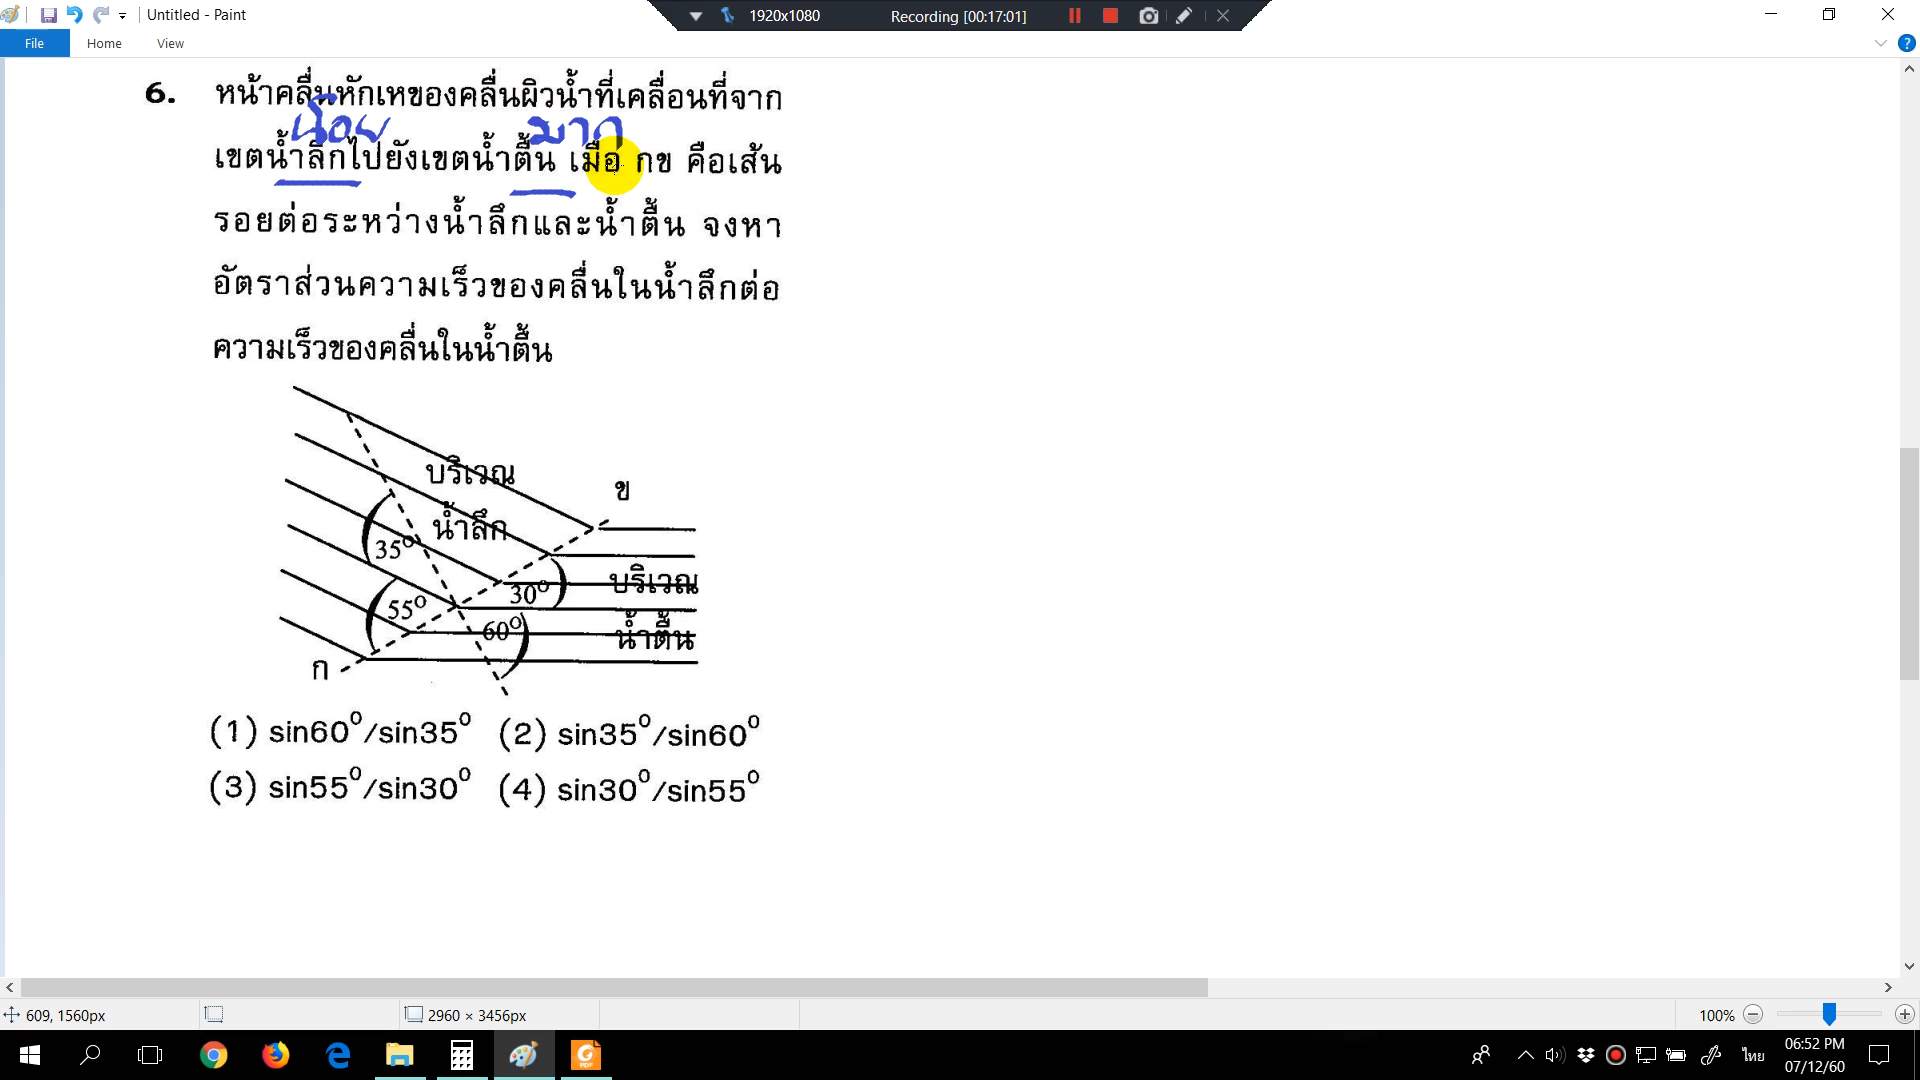 Untitled - Paint
1920x1080
Recording [00:17:01]
File Home View
6. หน้าคลื่นหักเหของคลื่นผิวน้ำที่เคลื่อนที่จาก
น้อย มาก
เขตน้ำลึกไปยังเขตน้ำตื้น เมื่อ กข คือเส้น
รอยต่อระหว่างน้ำลึกและน้ำตื้น จงหา
อัตราส่วนความเร็วของคลื่นในน้ำลึกต่อ
ความเร็วของคลื่นในน้ำตื้น
บริเวณ
ข
น้ำลึก
35°
บริเวณ
30°
55°
60°
น้ำตื้น
ก
(1) sin60°/sin35° (2) sin35°/sin60°
(3) sin55°/sin30° (4) sin30°/sin55°
609, 1560px
2960 × 3456px
100%
ไทย
06:52 PM
07/12/60